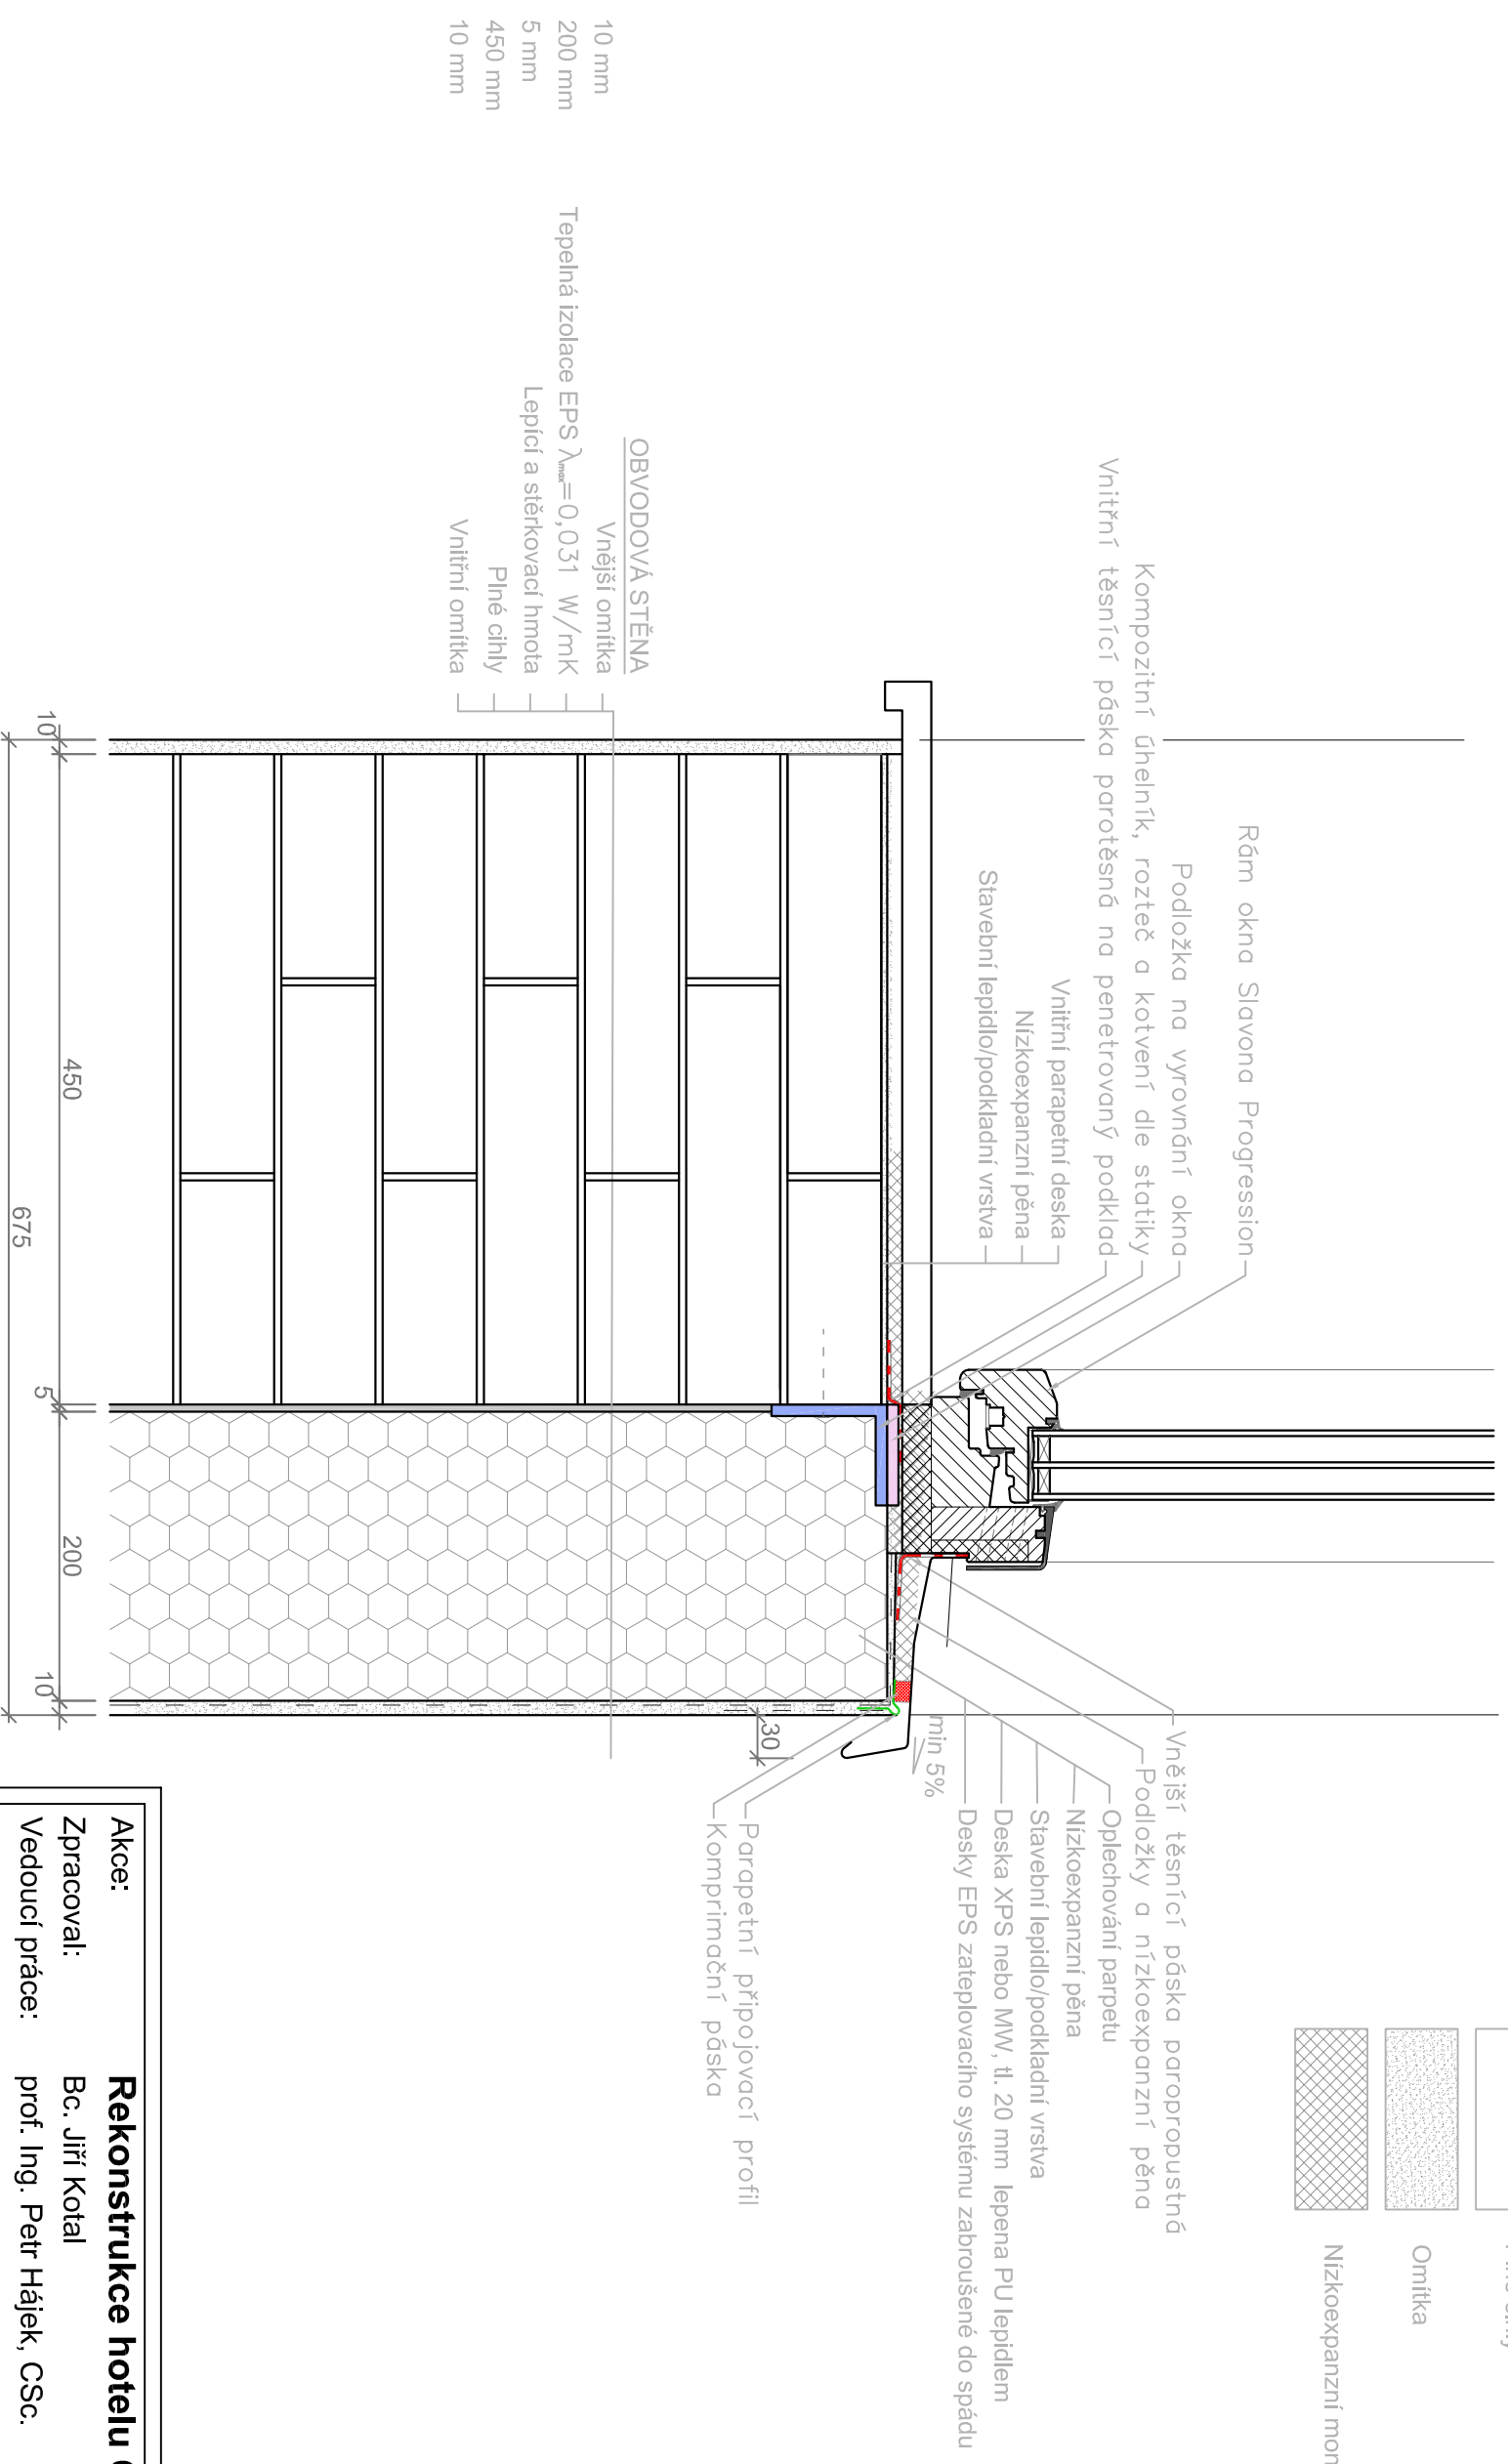 Rám okna Slavona Progression
Podložka na vyrovnání okna
Kompozitní úhelník, rozteč a kotvení dle statiky
Vnitřní těsnící páska parotěsná na penetrovaný podklad
Vnitřní parapetní deska
Nízkoexpanzní pěna
Stavební lepidlo/podkladní vrstva
OBVODOVÁ STĚNA
10 mm Vnější omítka
200 mm Tepelná izolace EPS λmax=0,031 W/mK
5 mm Lepící a stěrkovací hmota
450 mm Plné cihly
10 mm Vnitřní omítka
Vnější těsnící páska paropropustná
Podložky a nízkoexpanzní pěna
Oplechování parpetu
Nízkoexpanzní pěna
Stavební lepidlo/podkladní vrstva
Deska XPS nebo MW, tl. 20 mm lepena PU lepidlem
Desky EPS zateplovacího systému zabroušené do spádu
min 5%
30
Parapetní připojovací profil
Komprimační páska
10
450
5
200
10
675
Omítka
Nízkoexpanzní
Akce: Rekonstrukce hotelu
Zpracoval: Bc. Jiří Kotal
Vedoucí práce: prof. Ing. Petr Hájek, CSc.